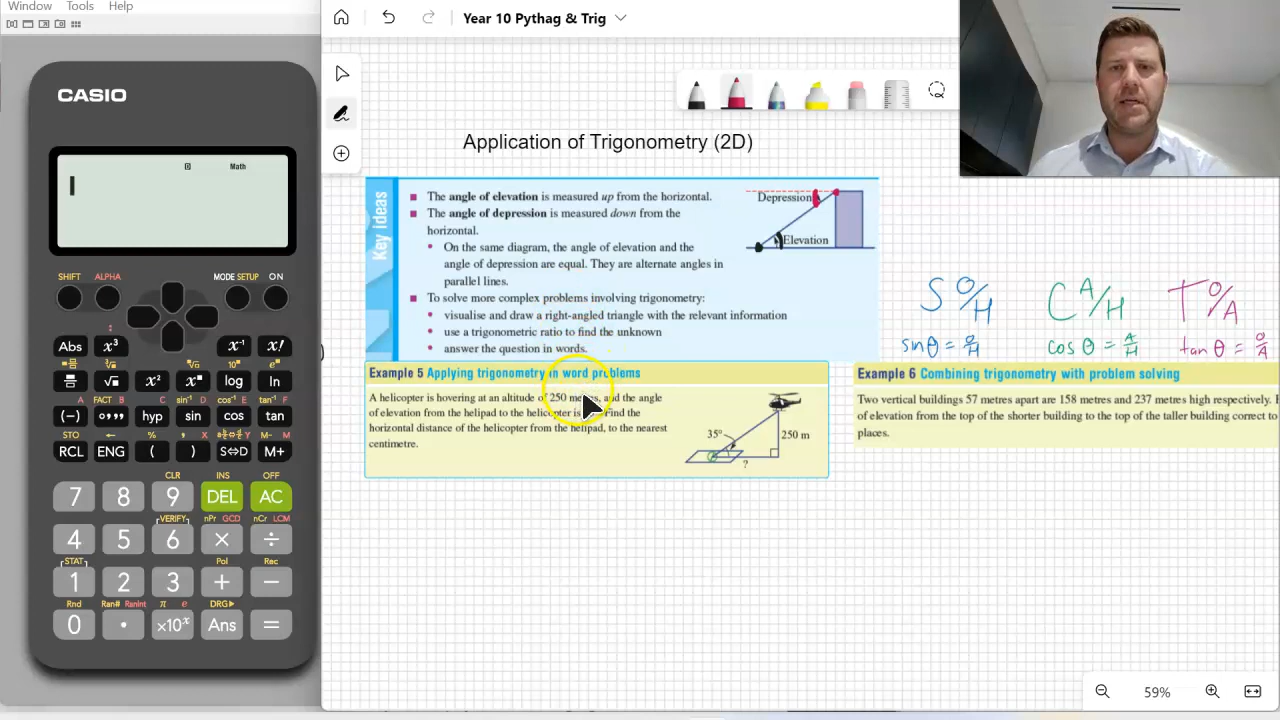 Window Tools Help
Year 10 Pythag & Trig
CASIO
D Math
SHIFT ALPHA MODE SETUP ON
Abs x³ x⁻¹ x!
√ x² log ln
(−) hyp sin cos tan
RCL ENG ( ) S⇔D M+
7 8 9 DEL AC
4 5 6 × ÷
1 2 3 + −
0 . ×10ˣ Ans =
Application of Trigonometry (2D)
Key ideas
The angle of elevation is measured up from the horizontal.
The angle of depression is measured down from the
horizontal.
On the same diagram, the angle of elevation and the
angle of depression are equal. They are alternate angles in
parallel lines.
To solve more complex problems involving trigonometry:
visualise and draw a right-angled triangle with the relevant information
use a trigonometric ratio to find the unknown
answer the question in words.
Depression
Elevation
S O/H C A/H T O/A
sin θ = O/H cos θ = A/H tan θ = O/A
Example 5 Applying trigonometry in word problems
A helicopter is hovering at an altitude of 250 metres, and the angle
of elevation from the helipad to the helicopter is find the
horizontal distance of the helicopter from the helipad, to the nearest
centimetre.
35°
250 m
?
Example 6 Combining trigonometry with problem solving
Two vertical buildings 57 metres apart are 158 metres and 237 metres high respectively.
of elevation from the top of the shorter building to the top of the taller building correct to
places.
59%